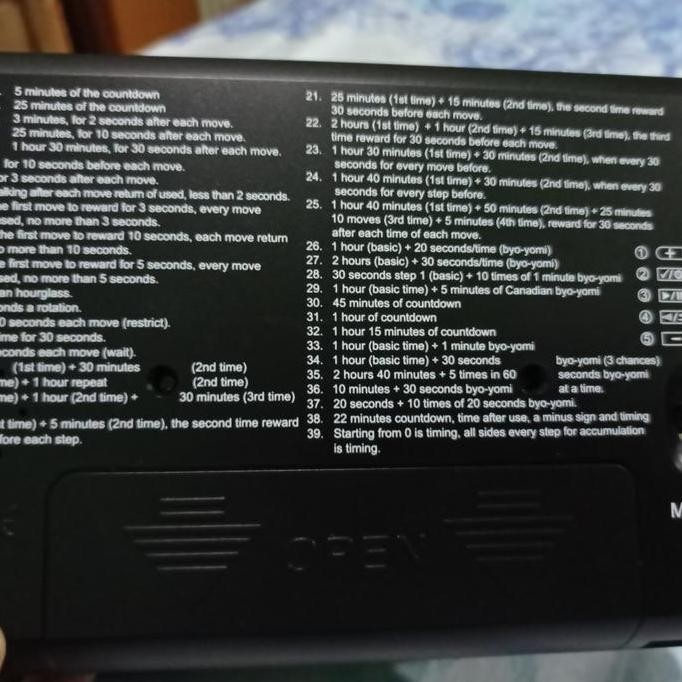 5 minutes of the countdown
25 minutes of the countdown
3 minutes, for 2 seconds after each move.
25 minutes, for 10 seconds after each move.
1 hour 30 minutes, for 30 seconds after each move.
for 10 seconds before each move.
or 3 seconds after each move.
alking after each move return of used, less than 2 seconds.
e first move to reward for 3 seconds, every move
sed, no more than 3 seconds.
the first move to reward 10 seconds, each move return
o more than 10 seconds.
e first move to reward for 5 seconds, every move
sed, no more than 5 seconds.
an hourglass.
onds a rotation.
0 seconds each move (restrict).
ime for 30 seconds.
econds each move (wait).
(1st time) + 30 minutes (2nd time)
me) + 1 hour repeat (2nd time)
me) + 1 hour (2nd time) + 30 minutes (3rd time)
t time) + 5 minutes (2nd time), the second time reward
fore each step.
21. 25 minutes (1st time) + 15 minutes (2nd time), the second time reward
30 seconds before each move.
22. 2 hours (1st time) + 1 hour (2nd time) + 15 minutes (3rd time), the third
time reward for 30 seconds before each move.
23. 1 hour 30 minutes (1st time) + 30 minutes (2nd time), when every 30
seconds for every move before.
24. 1 hour 40 minutes (1st time) + 30 minutes (2nd time), when every 30
seconds for every step before.
25. 1 hour 40 minutes (1st time) + 50 minutes (2nd time) + 25 minutes
10 moves (3rd time) + 5 minutes (4th time), reward for 30 seconds
after each time of each move.
26. 1 hour (basic) + 20 seconds/time (byo-yomi)
27. 2 hours (basic) + 30 seconds/time (byo-yomi)
28. 30 seconds step 1 (basic) + 10 times of 1 minute byo-yomi
29. 1 hour (basic time) + 5 minutes of Canadian byo-yomi
30. 45 minutes of countdown
31. 1 hour of countdown
32. 1 hour 15 minutes of countdown
33. 1 hour (basic time) + 1 minute byo-yomi
34. 1 hour (basic time) + 30 seconds byo-yomi (3 chances)
35. 2 hours 40 minutes + 5 times in 60 seconds byo-yomi
36. 10 minutes + 30 seconds byo-yomi at a time.
37. 20 seconds + 10 times of 20 seconds byo-yomi.
38. 22 minutes countdown, time after use, a minus sign and timing
39. Starting from 0 is timing, all sides every step for accumulation
is timing.
① +
②
③
④
⑤ −
M
OPEN